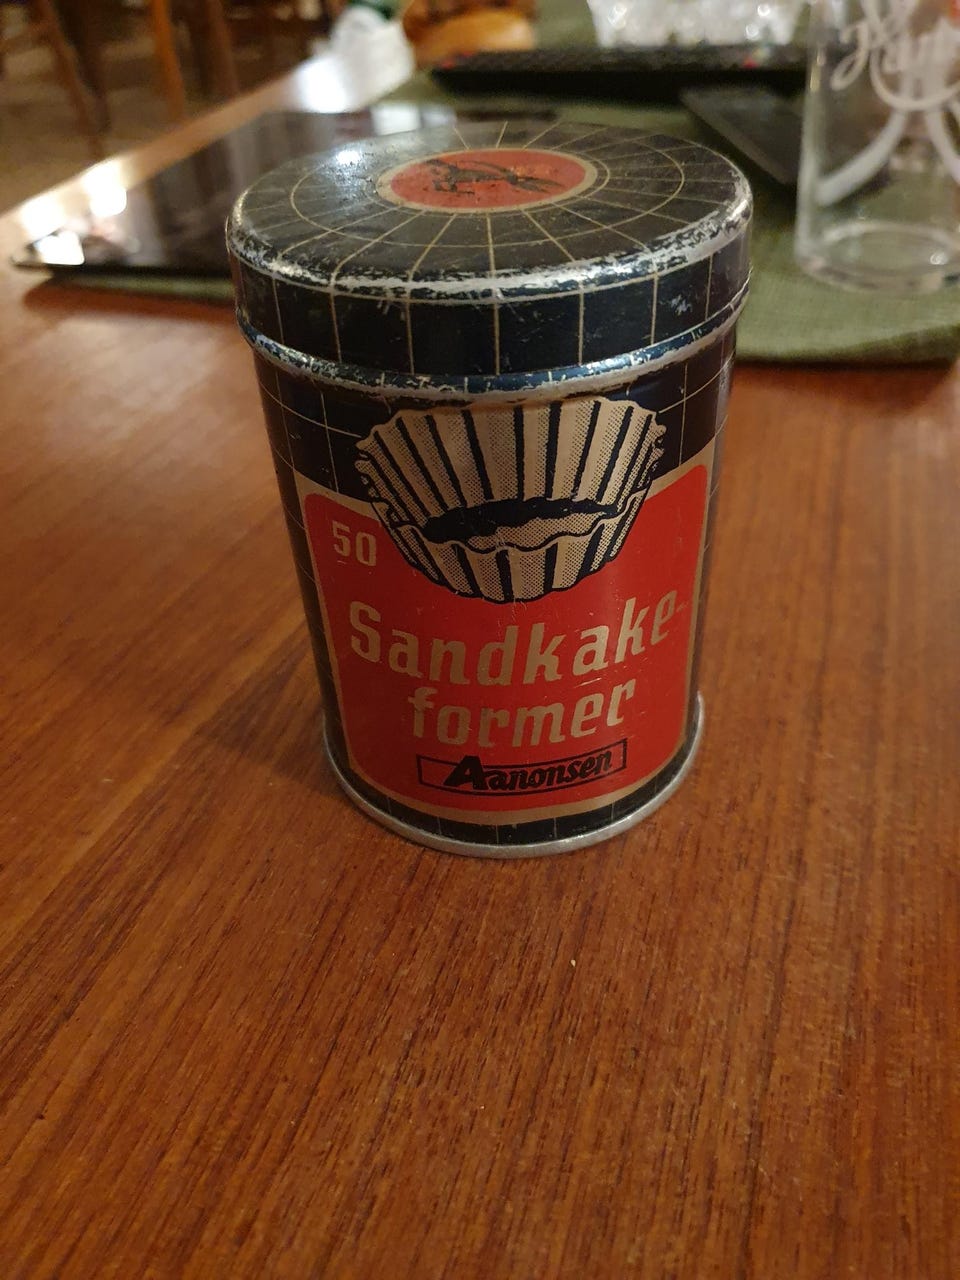 50
Sandkake
former
Aanonsen